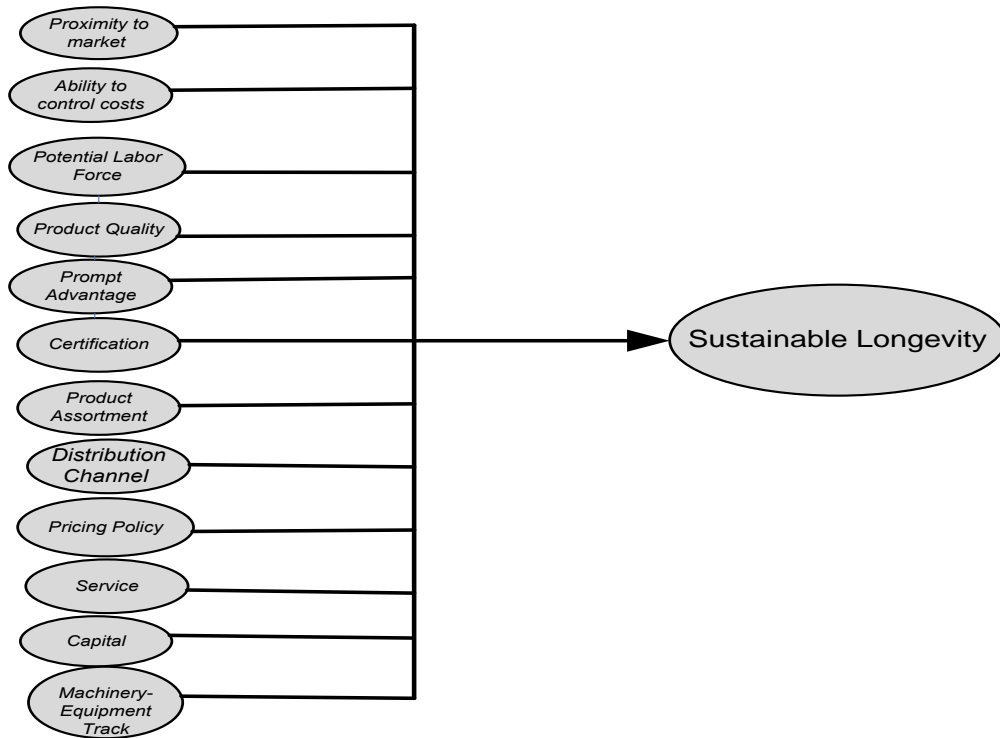 Proximity to
market
Ability to
control costs
Potential Labor
Force
Product Quality
Prompt
Advantage
Certification
Product
Assortment
Distribution
Channel
Pricing Policy
Service
Capital
Machinery-
Equipment
Track
Sustainable Longevity